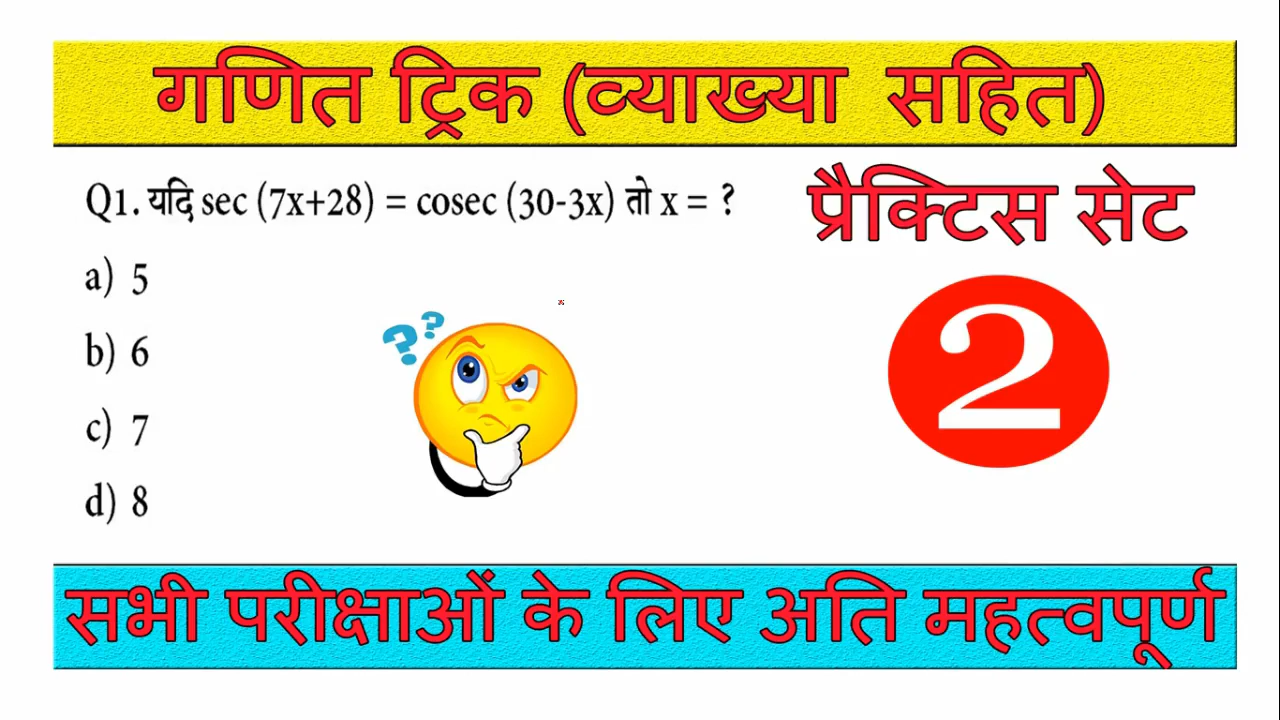 गणित ट्रिक (व्याख्या सहित)
Q1. यदि sec (7x+28) = cosec (30-3x) तो x = ?
a) 5
b) 6
c) 7
d) 8
प्रैक्टिस सेट
2
??
सभी परीक्षाओं के लिए अति महत्वपूर्ण